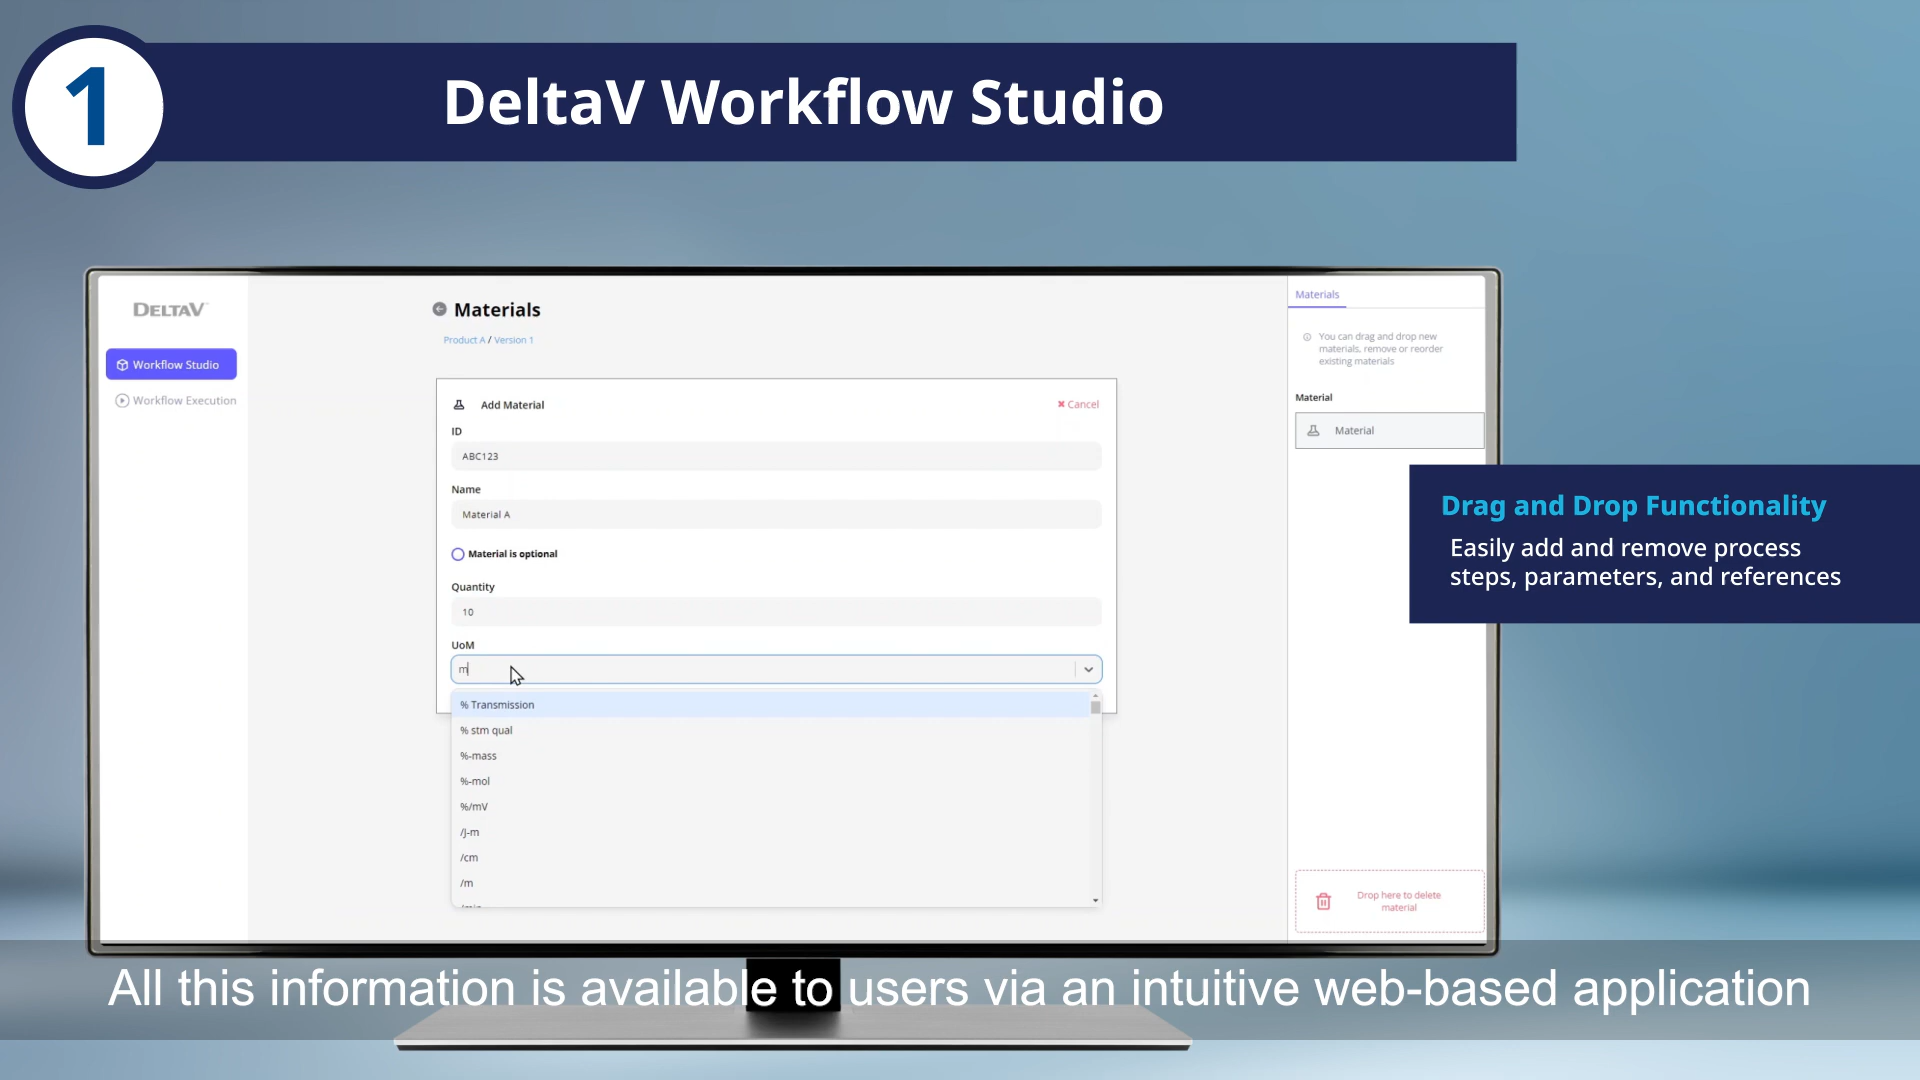 1
DeltaV Workflow Studio
DELTAV
Workflow Studio
Workflow Execution
Materials
Product A / Version 1
Add Material
Cancel
ID
ABC123
Name
Material A
Material is optional
Quantity
10
UoM
m
% Transmission
% stm qual
%-mass
%-mol
%/mV
/J-m
/cm
/m
Materials
You can drag and drop new
materials, remove or reorder
existing materials
Material
Material
Drop here to delete
material
Drag and Drop Functionality
Easily add and remove process
steps, parameters, and references
All this information is available to users via an intuitive web-based application